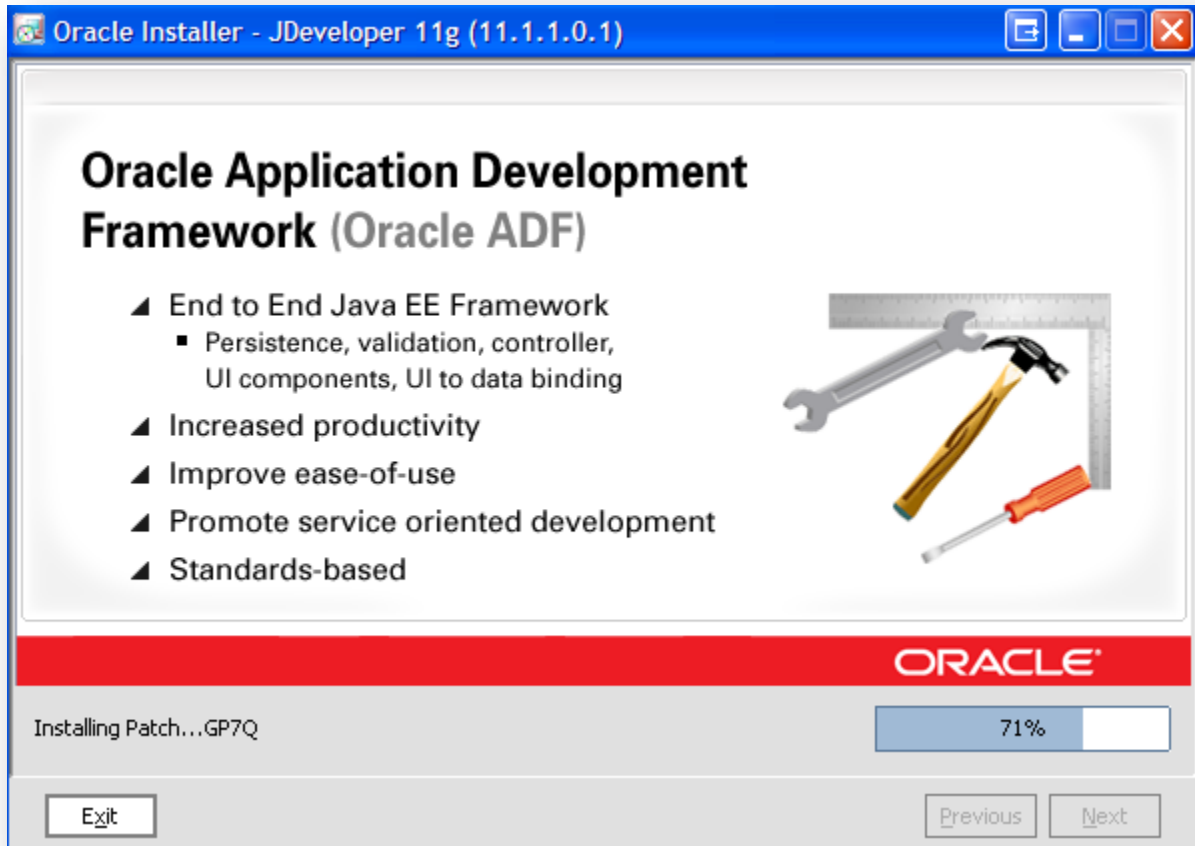 Oracle Installer - JDeveloper 11g (11.1.1.0.1)
Oracle Application Development
Framework (Oracle ADF)
End to End Java EE Framework
Persistence, validation, controller,
UI components, UI to data binding
Increased productivity
Improve ease-of-use
Promote service oriented development
Standards-based
ORACLE
Installing Patch...GP7Q
71%
Exit
Previous
Next